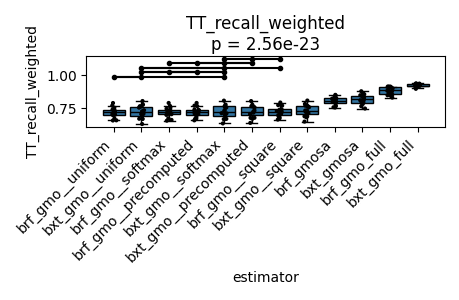 TT_recall_weighted
p = 2.56e-23
TT_recall_weighted
1.00
0.75
brf_gmo__uniform
bxt_gmo__uniform
brf_gmo__softmax
brf_gmo__precomputed
bxt_gmo__softmax
bxt_gmo__precomputed
brf_gmo__square
bxt_gmo__square
brf_gmosa
bxt_gmosa
brf_gmo_full
bxt_gmo_full
estimator